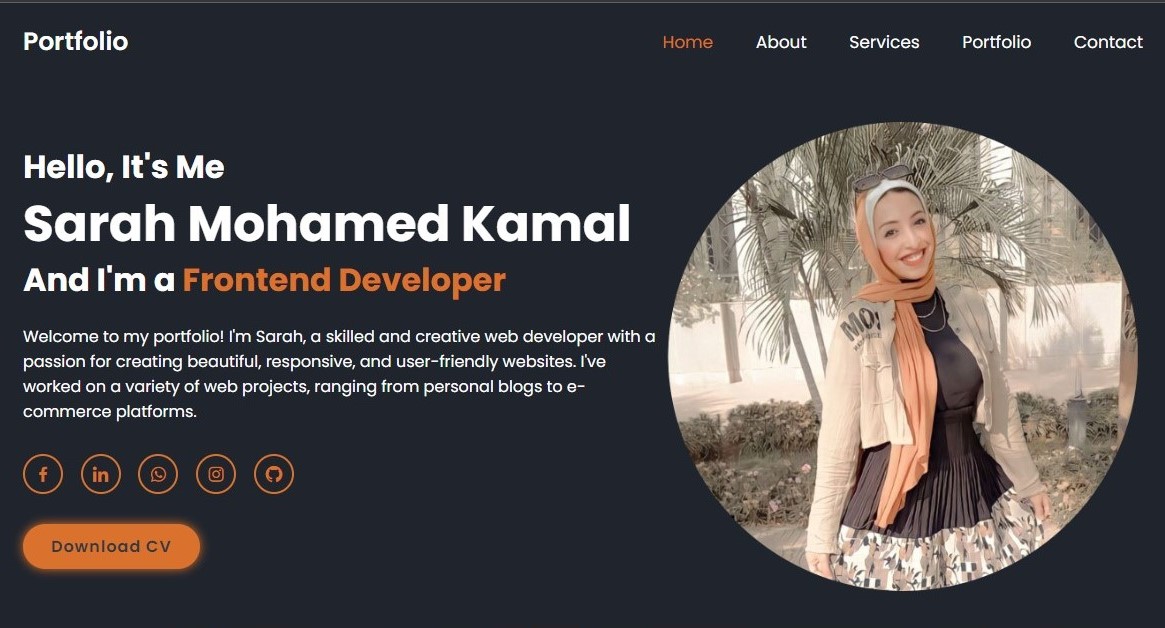 Portfolio
Home About Services Portfolio Contact
Hello, It's Me
Sarah Mohamed Kamal
And I'm a Frontend Developer
Welcome to my portfolio! I'm Sarah, a skilled and creative web developer with a
passion for creating beautiful, responsive, and user-friendly websites. I've
worked on a variety of web projects, ranging from personal blogs to e-
commerce platforms.
Download CV